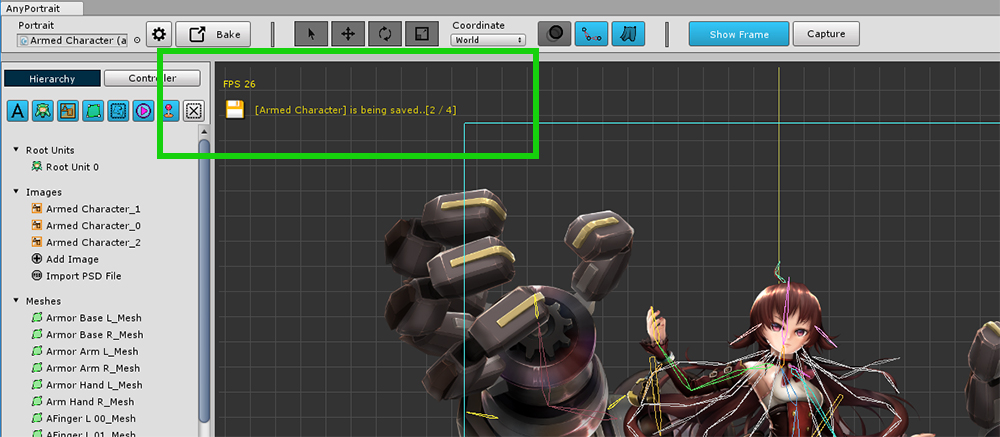 AnyPortrait
Portrait
Armed Character (a
Bake
Coordinate
World
Show Frame
Capture
Hierarchy
Controller
FPS 26
[Armed Character] is being saved..[2 / 4]
A
Root Units
Root Unit 0
Images
Armed Character_1
Armed Character_0
Armed Character_2
Add Image
Import PSD File
Meshes
Armor Base L_Mesh
Armor Base R_Mesh
Armor Arm L_Mesh
Armor Arm R_Mesh
Armor Hand L_Mesh
Arm Hand R_Mesh
AFinger L 00_Mesh
AFinger L 01_Mesh